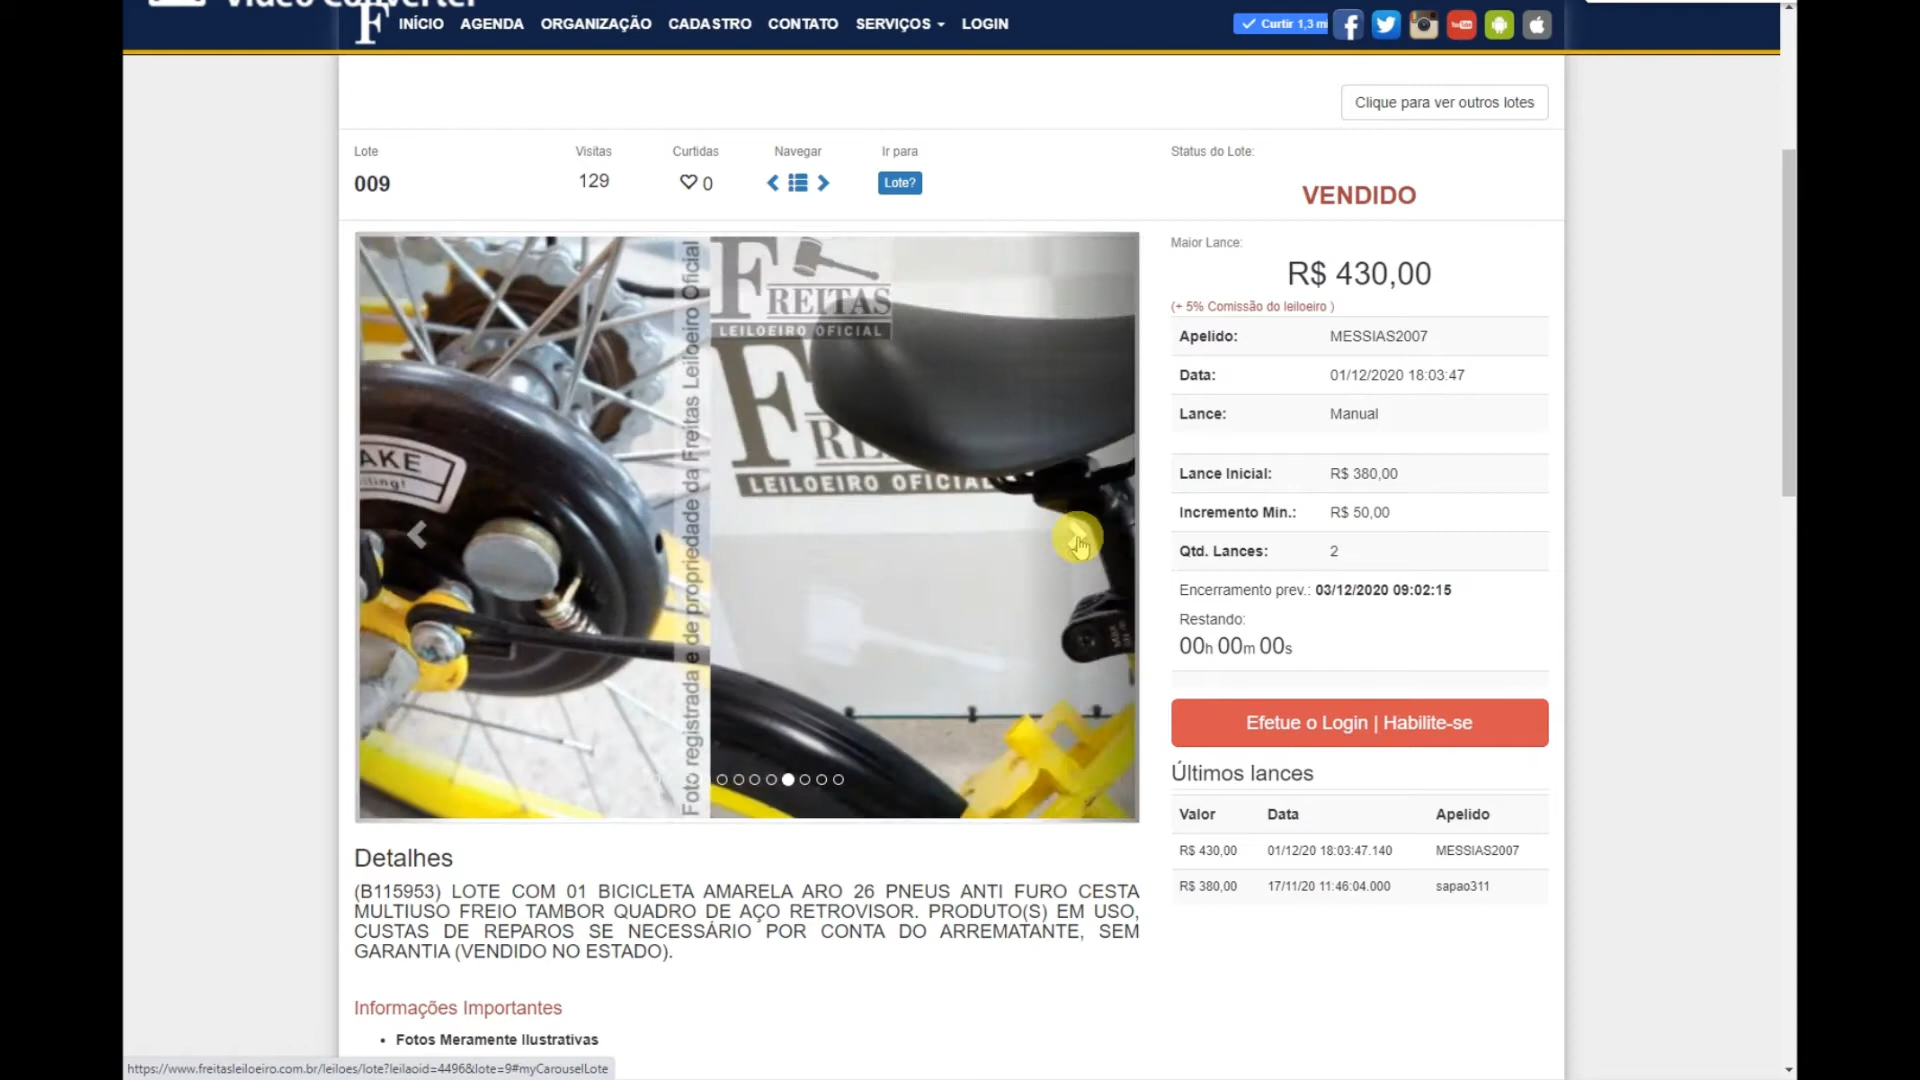 Video Converter
F INÍCIO AGENDA ORGANIZAÇÃO CADASTRO CONTATO SERVIÇOS LOGIN
Curtir 1,3 mi
Clique para ver outros lotes
Lote
Visitas
Curtidas
Navegar
Ir para
Status do Lote:
009
129
0
Lote?
VENDIDO
Maior Lance:
R$ 430,00
(+ 5% Comissão do leiloeiro )
Apelido: MESSIAS2007
Data: 01/12/2020 18:03:47
Lance: Manual
Lance Inicial: R$ 380,00
Incremento Min.: R$ 50,00
Qtd. Lances: 2
Encerramento prev.: 03/12/2020 09:02:15
Restando:
00h 00m 00s
Efetue o Login | Habilite-se
Últimos lances
Valor Data Apelido
R$ 430,00 01/12/20 18:03:47.140 MESSIAS2007
R$ 380,00 17/11/20 11:46:04.000 sapao311
FREITAS
LEILOEIRO OFICIAL
LEILOEIRO OFICIAL
Foto registrada e de propriedade da Freitas Leiloeiro Oficial
Detalhes
(B115953) LOTE COM 01 BICICLETA AMARELA ARO 26 PNEUS ANTI FURO CESTA
MULTIUSO FREIO TAMBOR QUADRO DE AÇO RETROVISOR. PRODUTO(S) EM USO,
CUSTAS DE REPAROS SE NECESSÁRIO POR CONTA DO ARREMATANTE, SEM
GARANTIA (VENDIDO NO ESTADO).
Informações Importantes
• Fotos Meramente Ilustrativas
https://www.freitasleiloeiro.com.br/leiloes/lote?leilaoid=4496&lote=9#myCarouselLote